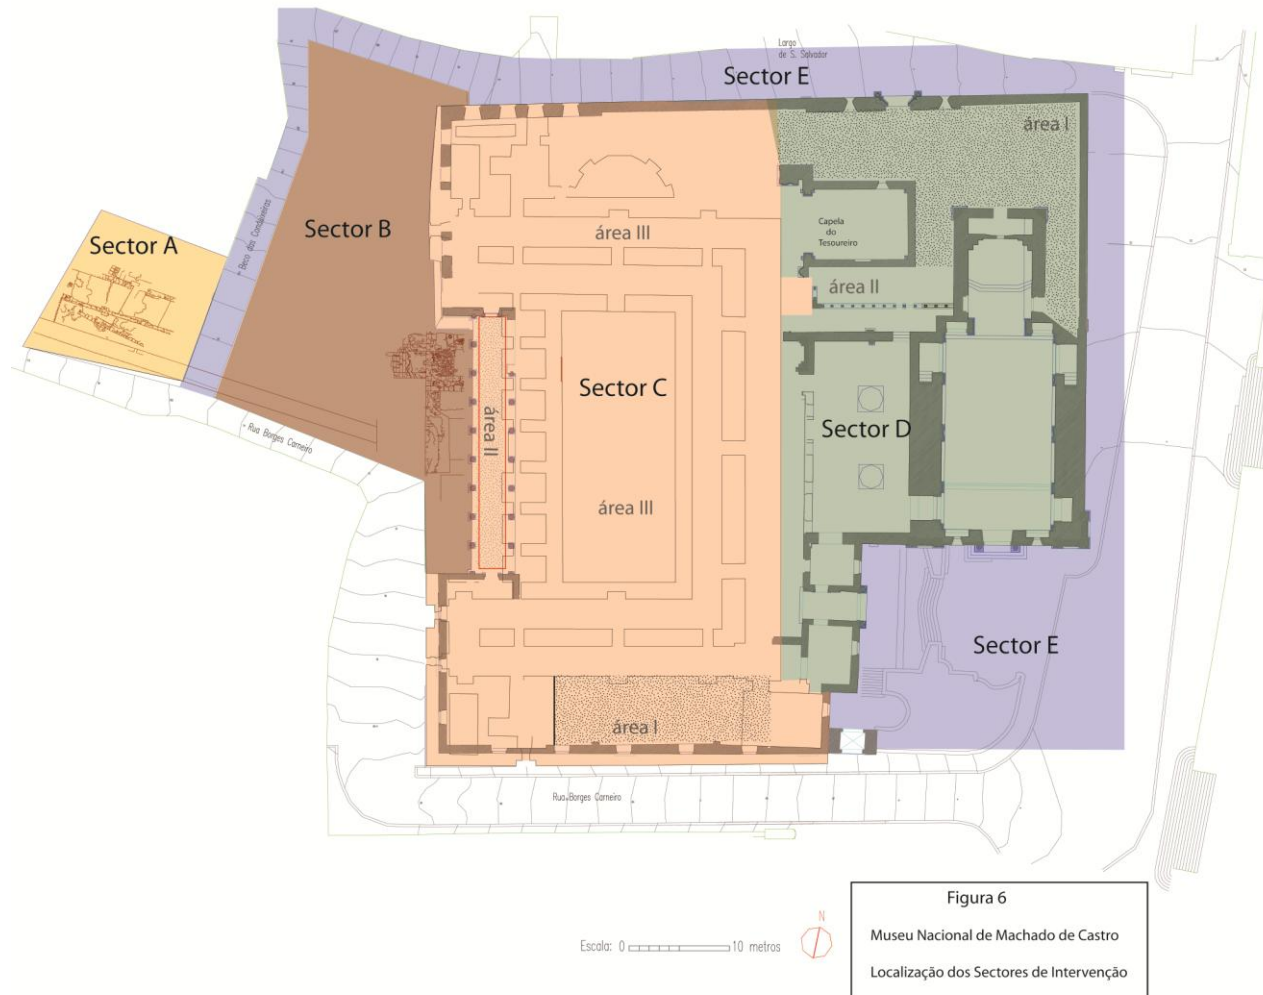 Largo
de S. Salvador
Sector E
área I
Sector A
Beco das Condeixeiras
Sector B
área III
Capela
do
Tesoureiro
área II
Sector C
área II
Sector D
Rua Borges Carneiro
área III
Sector E
área I
Rua Borges Carneiro
Figura 6
N
Escala: 0 10 metros
Museu Nacional de Machado de Castro
Localização dos Sectores de Intervenção